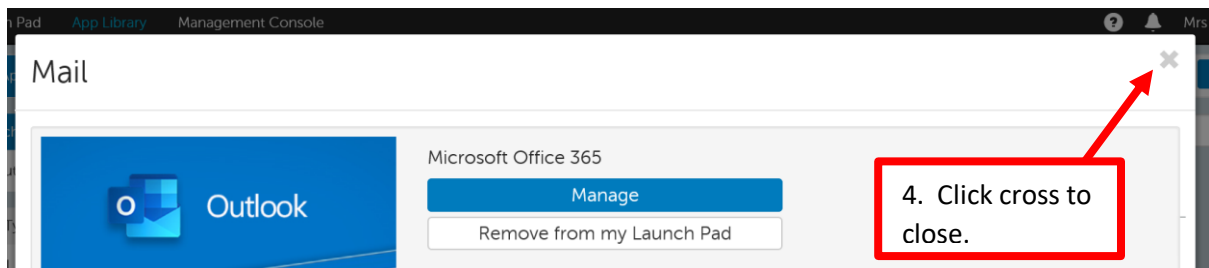 Pad App Library Management Console ? Mrs
Mail
Microsoft Office 365
Manage
Remove from my Launch Pad
Outlook
4. Click cross to
close.